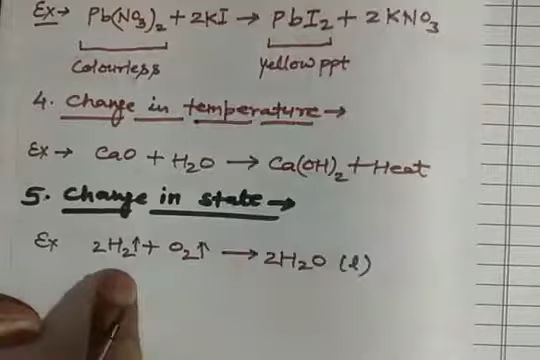 Ex→ Pb(NO₃)₂ + 2KI → PbI₂ + 2KNO₃
Colourless yellow ppt
4. Change in temperature→
Ex → CaO + H₂O → Ca(OH)₂ + Heat
5. Change in state→
Ex 2H₂↑ + O₂↑ → 2H₂O (l)